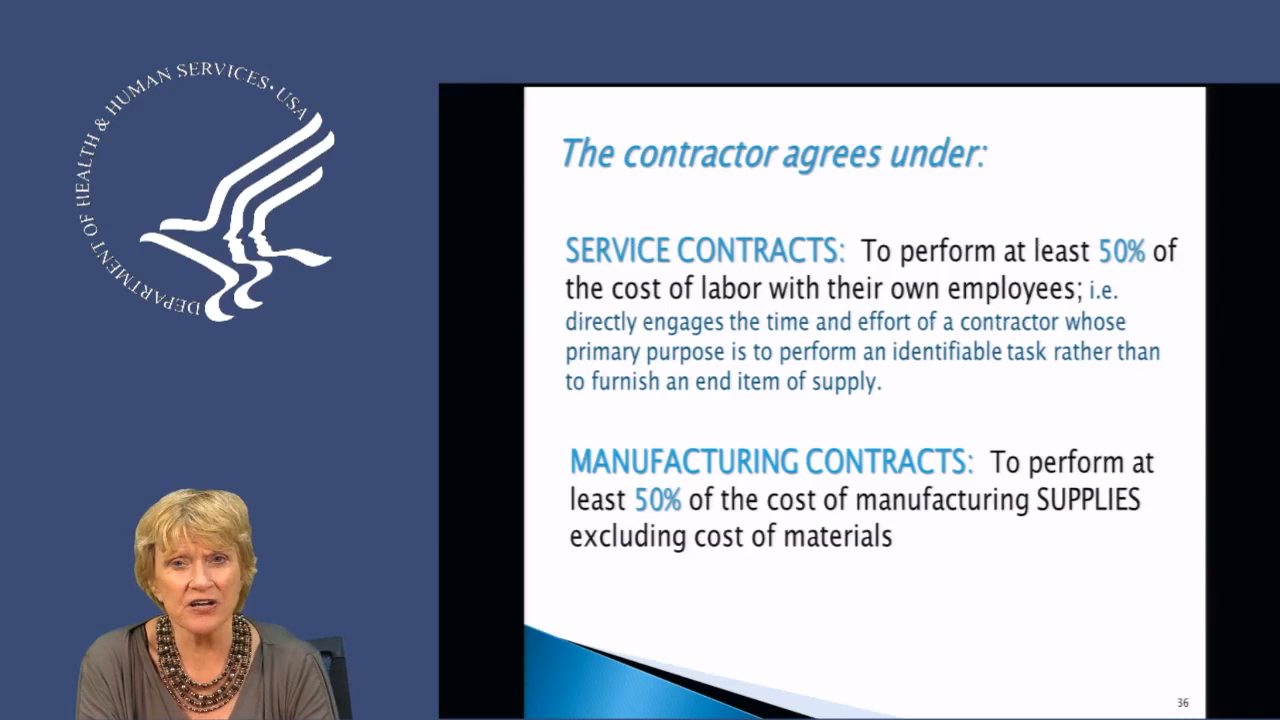 DEPARTMENT OF HEALTH & HUMAN SERVICES • USA
The contractor agrees under:
SERVICE CONTRACTS: To perform at least 50% of
the cost of labor with their own employees; i.e.
directly engages the time and effort of a contractor whose
primary purpose is to perform an identifiable task rather than
to furnish an end item of supply.
MANUFACTURING CONTRACTS: To perform at
least 50% of the cost of manufacturing SUPPLIES
excluding cost of materials
36